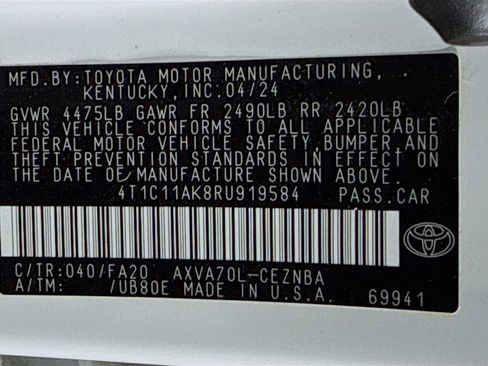 MFD.BY:TOYOTA MOTOR MANUFACTURING,
KENTUCKY,INC.04/24
GVWR 4475LB GAWR FR 2490LB RR 2420LB
THIS VEHICLE CONFORMS TO ALL APPLICABLE
FEDERAL MOTOR VEHICLE SAFETY,BUMPER,AND
THEFT PREVENTION STANDARDS IN EFFECT ON THE
DATE OF MANUFACTURE SHOWN ABOVE.
4T1C11AK8RU919584 PASS.CAR
C/TR:040/FA20 AXVA70L-CEZNBA
A/TM: /UB80E MADE IN U.S.A.
69941